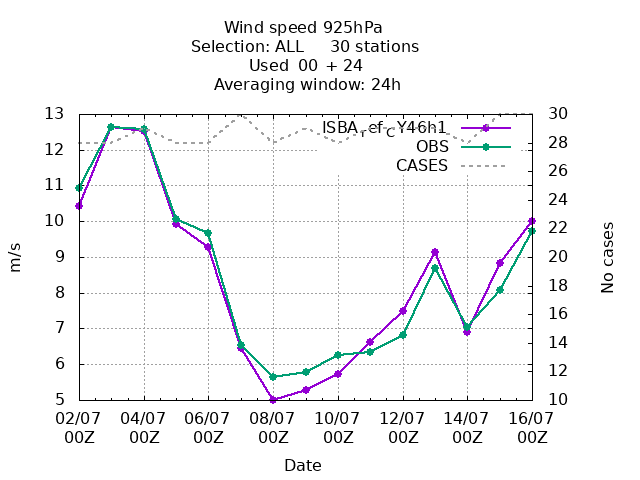 Wind speed 925hPa
Selection: ALL     30 stations
Used  00  + 24
Averaging window: 24h
13 30
12 28
11 26
10 24
9 22
8 20
7 18
6 16
5 14
12
10
ISBA_ef_CY46h1
OBS
CASES
m/s
No cases
02/07 04/07 06/07 08/07 10/07 12/07 14/07 16/07
00Z 00Z 00Z 00Z 00Z 00Z 00Z 00Z
Date